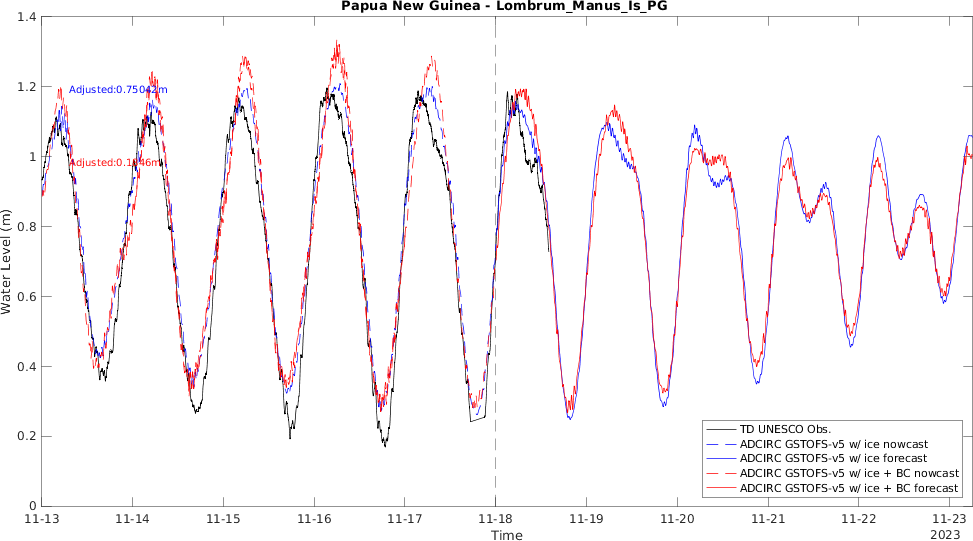 Papua New Guinea - Lombrum_Manus_Is_PG
1.4
1.2
1
0.8
0.6
0.4
0.2
0
Water Level (m)
Adjusted:0.75042m
TD UNESCO Obs.
ADCIRC GSTOFS-v5 w/ ice nowcast
ADCIRC GSTOFS-v5 w/ ice forecast
ADCIRC GSTOFS-v5 w/ ice + BC nowcast
ADCIRC GSTOFS-v5 w/ ice + BC forecast
11-13
11-14
11-15
11-16
11-17
11-18
11-19
11-20
11-21
11-22
11-23
2023
Time